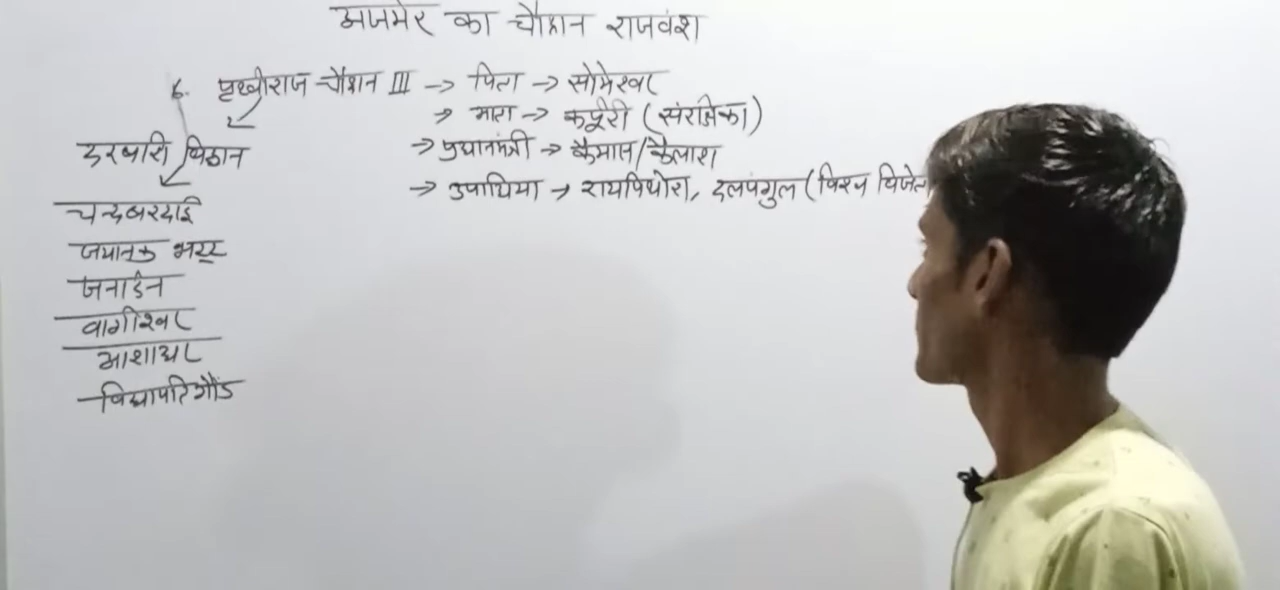 अजमेर का चौहान राजवंश
6. पृथ्वीराज चौहान III → पिता → सोमेश्वर
→ माता → कर्पूरी (संरक्षिका)
→ प्रधानमंत्री → कैमास/कैलाश
→ उपाधियां → रायपिथोरा, दलपंगुल (विश्व विजेता
दरबारी विद्वान
चन्दबरदाई
जयानक भट्ट
जनार्डन
वागीश्वर
आशाधर
विद्यापति गौड